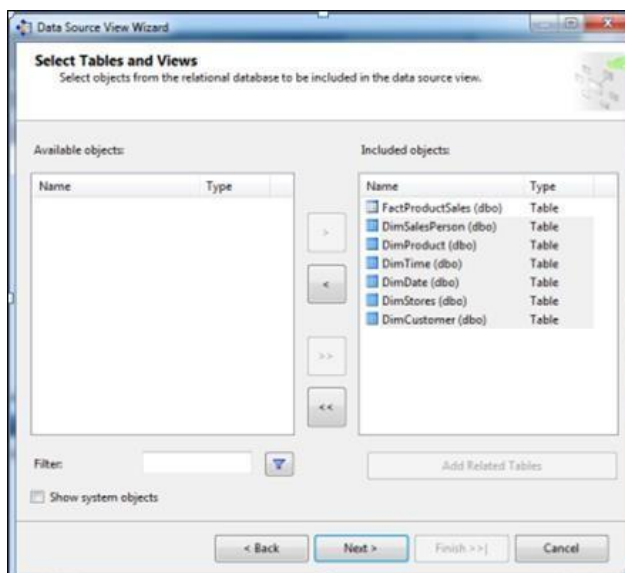 Data Source View Wizard
Select Tables and Views
Select objects from the relational database to be included in the data source view.
Available objects:
Name Type
>
<
>>
<<
Included objects:
Name Type
FactProductSales (dbo) Table
DimSalesPerson (dbo) Table
DimProduct (dbo) Table
DimTime (dbo) Table
DimDate (dbo) Table
DimStores (dbo) Table
DimCustomer (dbo) Table
Filter:
Add Related Tables
Show system objects
< Back Next > Finish >>| Cancel